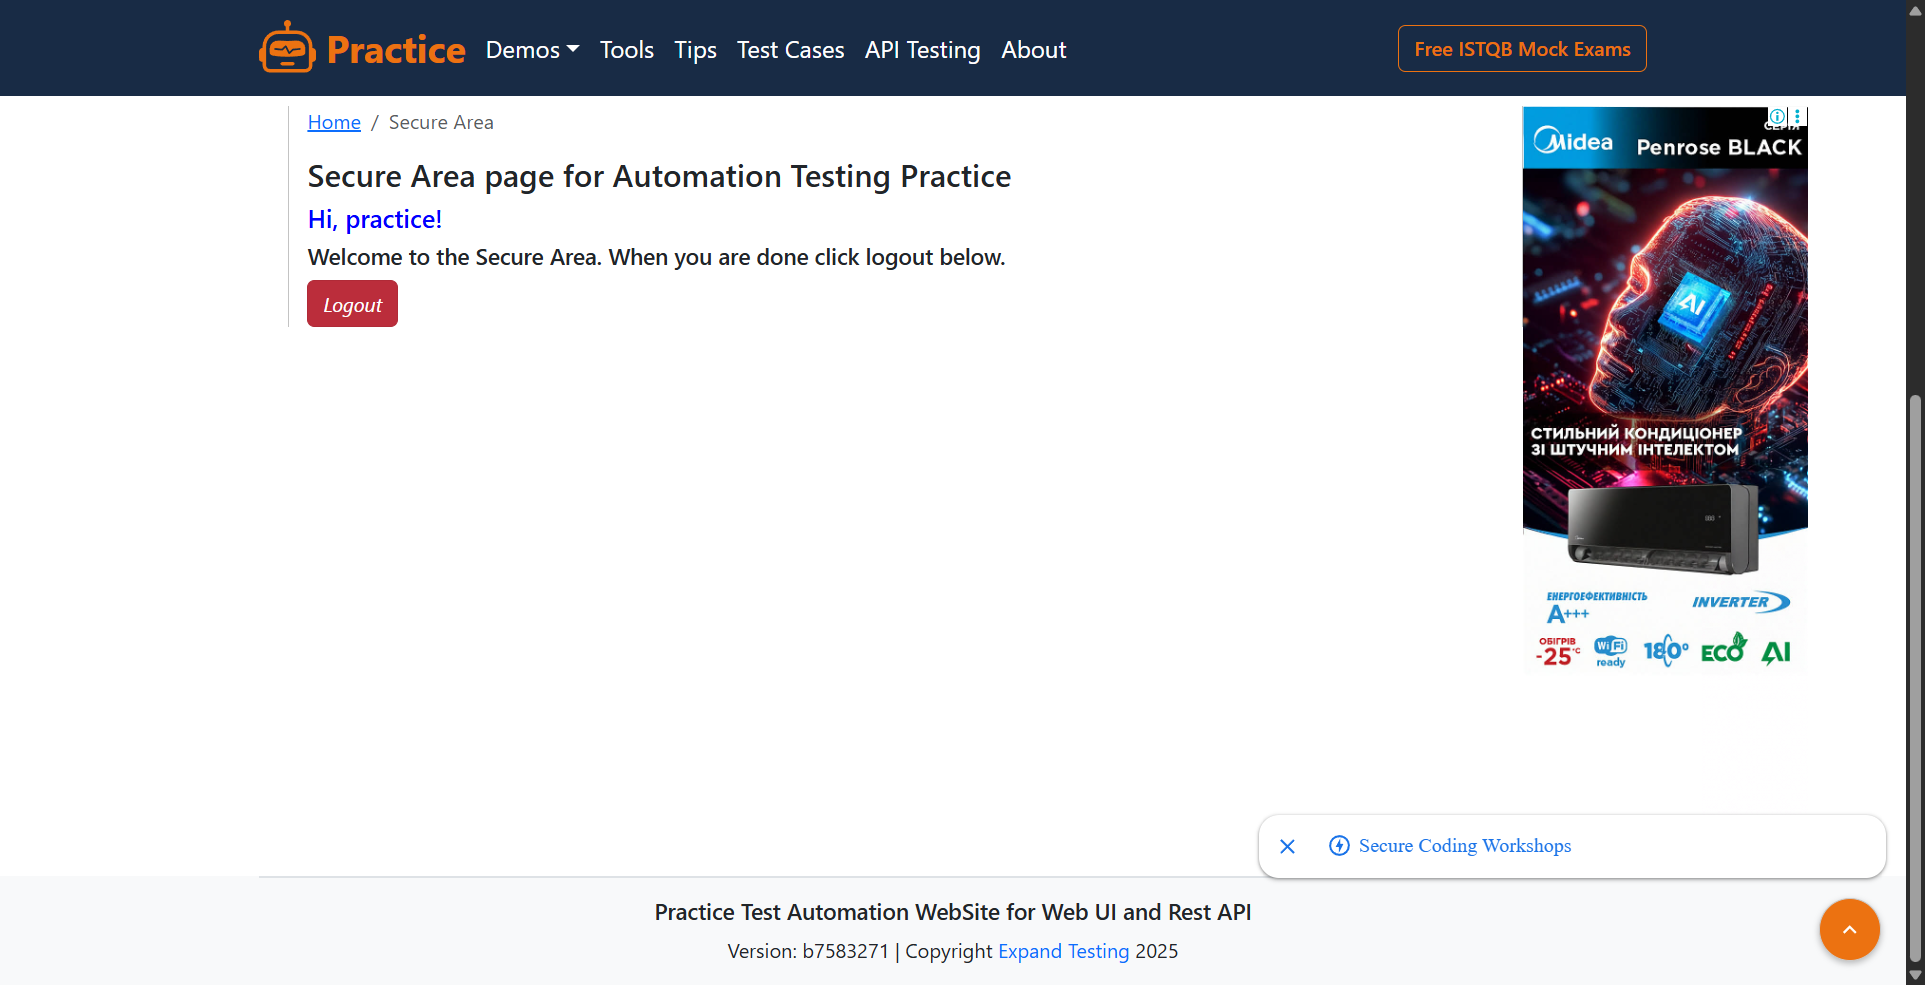 Practice
Demos
Tools
Tips
Test Cases
API Testing
About
Free ISTQB Mock Exams
Home / Secure Area
Secure Area page for Automation Testing Practice
Hi, practice!
Welcome to the Secure Area. When you are done click logout below.
Logout
Midea
СЕРІЯ
Penrose BLACK
AI
СТИЛЬНИЙ КОНДИЦІОНЕР
ЗІ ШТУЧНИМ ІНТЕЛЕКТОМ
ЕНЕРГОЕФЕКТИВНІСТЬ
A+++
INVERTER
ОБІГРІВ
-25°C
WiFi
ready
180°
ECO
AI
Secure Coding Workshops
Practice Test Automation WebSite for Web UI and Rest API
Version: b7583271 | Copyright Expand Testing 2025